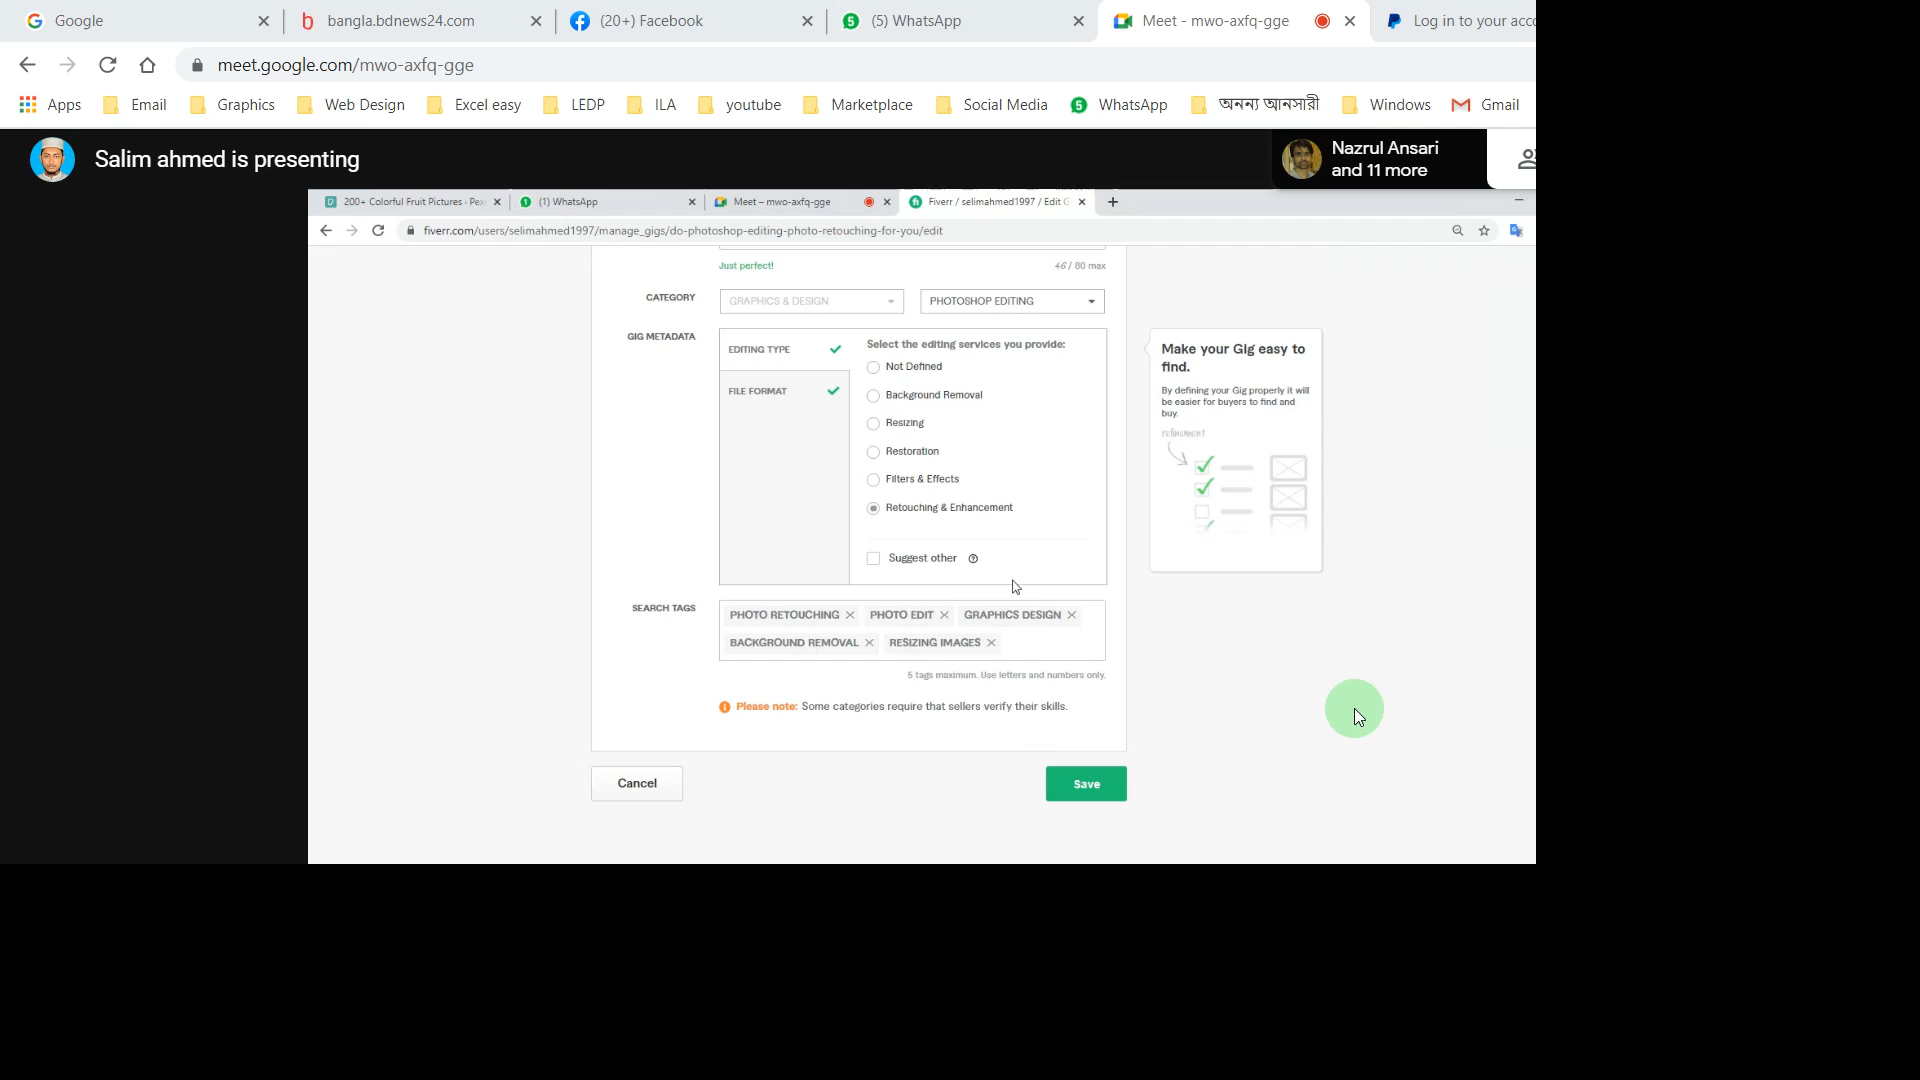 Google
bangla.bdnews24.com
(20+) Facebook
(5) WhatsApp
Meet - mwo-axfq-gge
Log in to your acco
meet.google.com/mwo-axfq-gge
Apps
Email
Graphics
Web Design
Excel easy
LEDP
ILA
youtube
Marketplace
Social Media
WhatsApp
অনন্য আনসারী
Windows
Gmail
Salim ahmed is presenting
Nazrul Ansari
and 11 more
200+ Colorful Fruit Pictures - Pex
(1) WhatsApp
Meet – mwo-axfq-gge
Fiverr / selimahmed1997 / Edit G
fiverr.com/users/selimahmed1997/manage_gigs/do-photoshop-editing-photo-retouching-for-you/edit
Just perfect!
46 / 80 max
CATEGORY
GRAPHICS & DESIGN
PHOTOSHOP EDITING
GIG METADATA
EDITING TYPE
FILE FORMAT
Select the editing services you provide:
Not Defined
Background Removal
Resizing
Restoration
Filters & Effects
Retouching & Enhancement
Suggest other
Make your Gig easy to
find.
By defining your Gig properly it will
be easier for buyers to find and
buy.
refinement
SEARCH TAGS
PHOTO RETOUCHING
PHOTO EDIT
GRAPHICS DESIGN
BACKGROUND REMOVAL
RESIZING IMAGES
5 tags maximum. Use letters and numbers only.
Please note: Some categories require that sellers verify their skills.
Cancel
Save